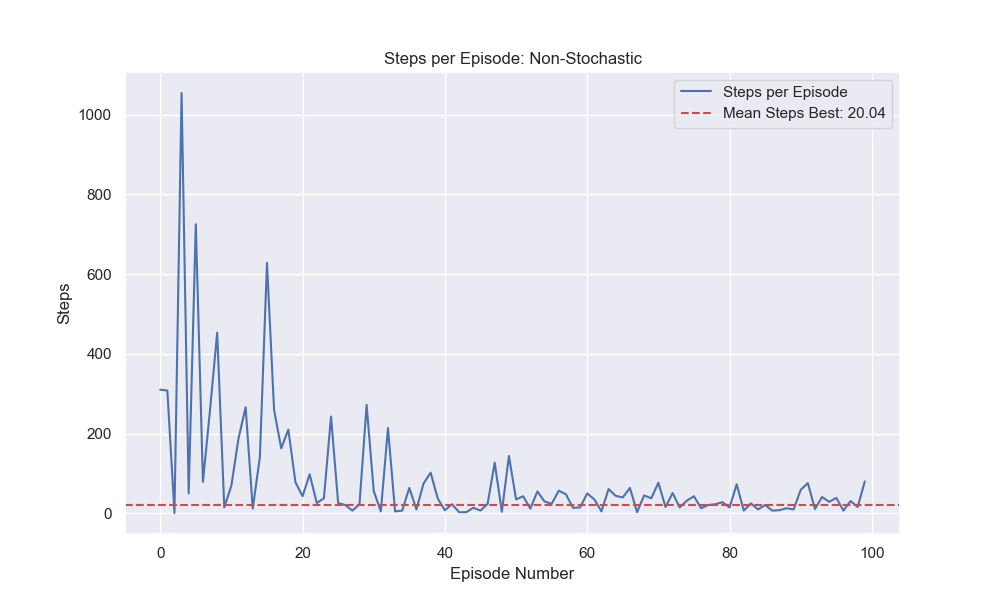 Steps per Episode: Non-Stochastic
Steps per Episode
Mean Steps Best: 20.04
Steps
1000
800
600
400
200
0
0 20 40 60 80 100
Episode Number